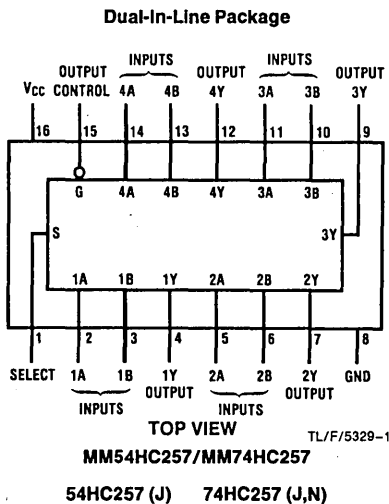 Dual-In-Line Package
INPUTS INPUTS
OUTPUT OUTPUT OUTPUT
VCC CONTROL 4A 4B 4Y 3A 3B 3Y
16 15 14 13 12 11 10 9
G 4A 4B 4Y 3A 3B
S 3Y
1A 1B 1Y 2A 2B 2Y
1 2 3 4 5 6 7 8
SELECT 1A 1B 1Y 2A 2B 2Y GND
INPUTS OUTPUT INPUTS OUTPUT
TOP VIEW
TL/F/5329-1
MM54HC257/MM74HC257
54HC257 (J) 74HC257 (J,N)